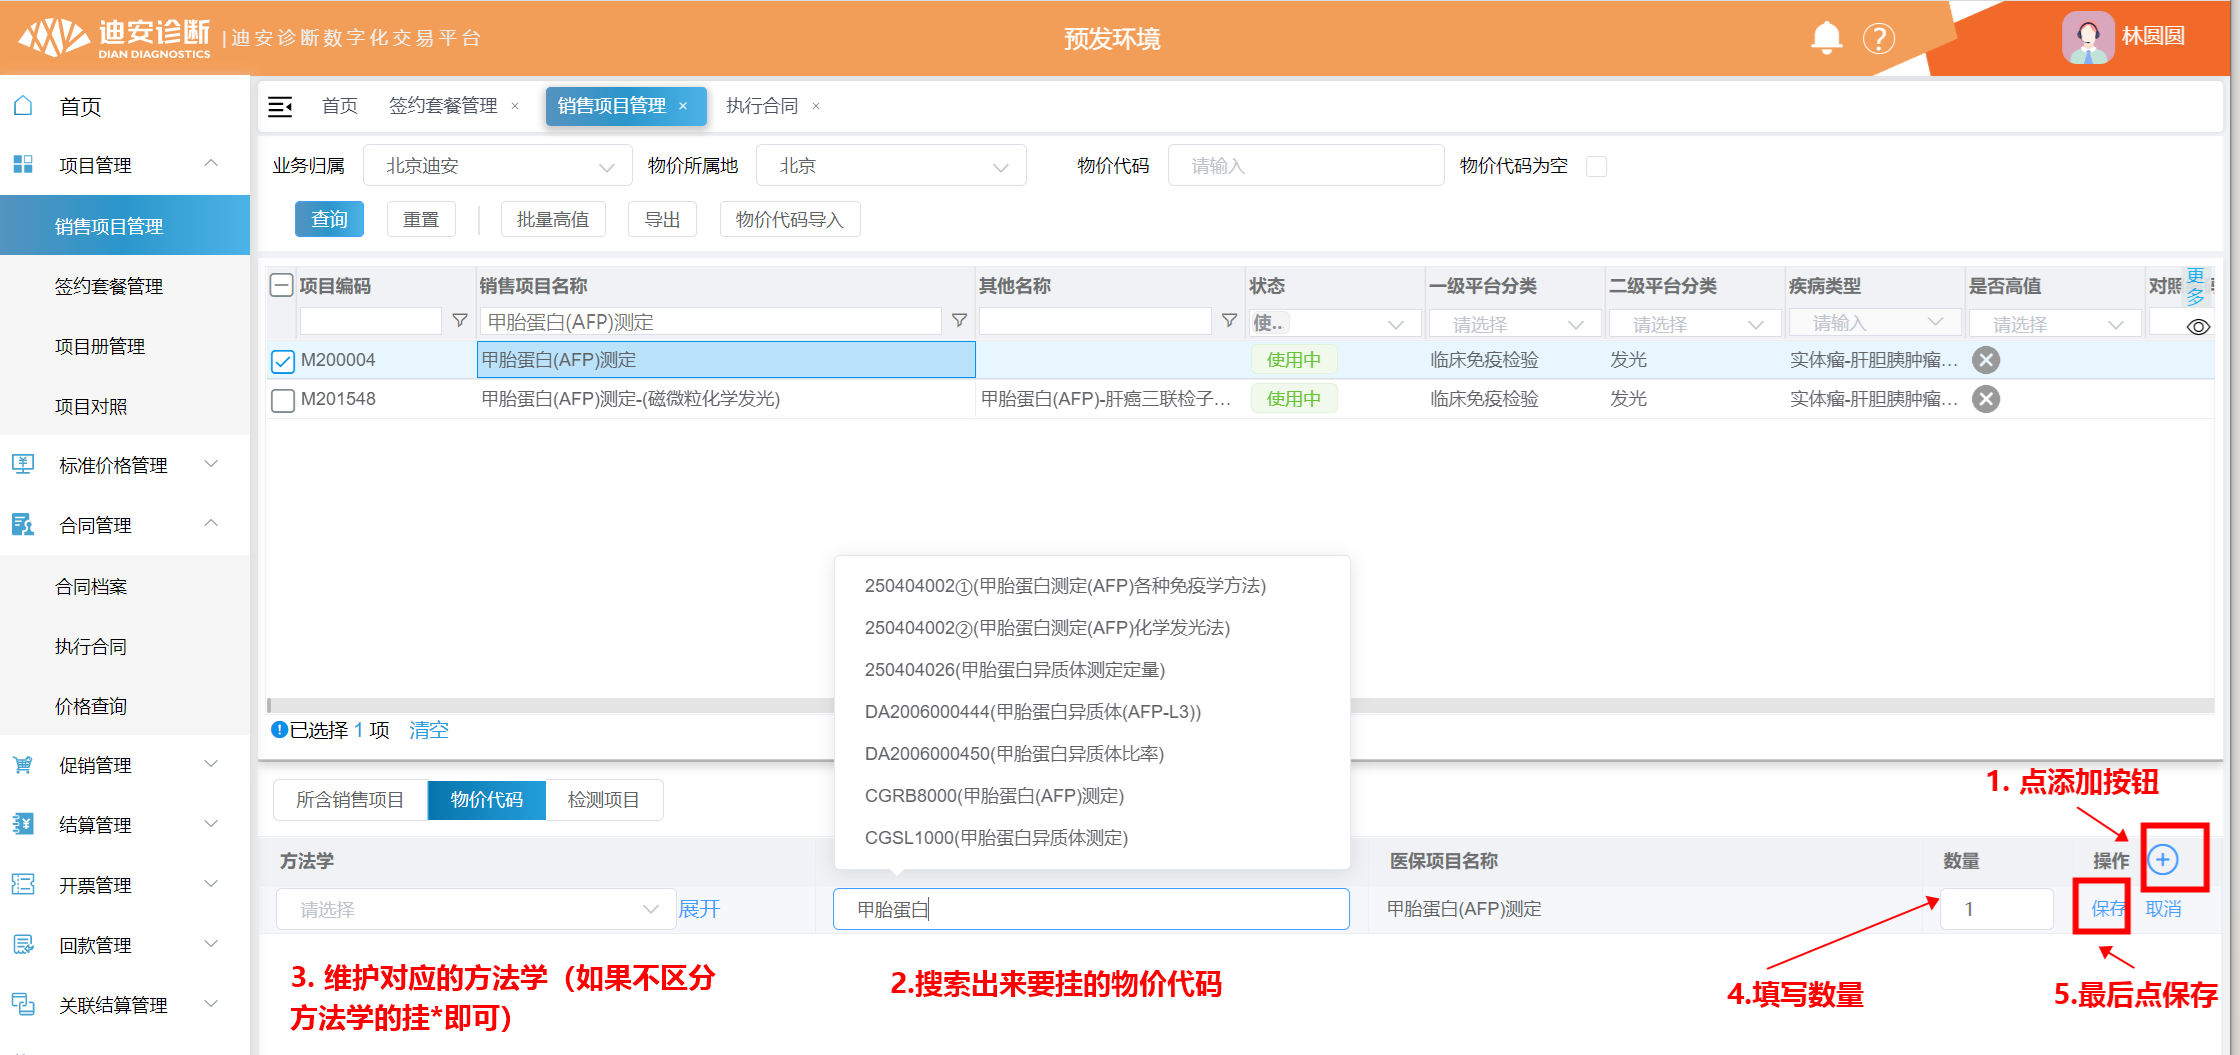 迪安诊断 DIAN DIAGNOSTICS | 迪安诊断数字化交易平台
预发环境
林圆圆
首页
项目管理
销售项目管理
签约套餐管理
项目册管理
项目对照
标准价格管理
合同管理
合同档案
执行合同
价格查询
促销管理
结算管理
开票管理
回款管理
关联结算管理
首页 签约套餐管理 × 销售项目管理 × 执行合同 ×
业务归属 北京迪安 物价所属地 北京 物价代码 请输入 物价代码为空
查询 重置 批量高值 导出 物价代码导入
项目编码 销售项目名称 其他名称 状态 一级平台分类 二级平台分类 疾病类型 是否高值 对照 更多
甲胎蛋白(AFP)测定 使.. 请选择 请选择 请输入 请选择
M200004 甲胎蛋白(AFP)测定 使用中 临床免疫检验 发光 实体瘤-肝胆胰肿瘤...
M201548 甲胎蛋白(AFP)测定-(磁微粒化学发光) 甲胎蛋白(AFP)-肝癌三联检子... 使用中 临床免疫检验 发光 实体瘤-肝胆胰肿瘤...
已选择 1 项 清空
250404002①(甲胎蛋白测定(AFP)各种免疫学方法)
250404002②(甲胎蛋白测定(AFP)化学发光法)
250404026(甲胎蛋白异质体测定定量)
DA2006000444(甲胎蛋白异质体(AFP-L3))
DA2006000450(甲胎蛋白异质体比率)
CGRB8000(甲胎蛋白(AFP)测定)
CGSL1000(甲胎蛋白异质体测定)
所含销售项目 物价代码 检测项目
1. 点添加按钮
方法学 医保项目名称 数量 操作
请选择 展开 甲胎蛋白 甲胎蛋白(AFP)测定 1 保存 取消
3. 维护对应的方法学（如果不区分
方法学的挂*即可）
2.搜索出来要挂的物价代码
4.填写数量
5.最后点保存